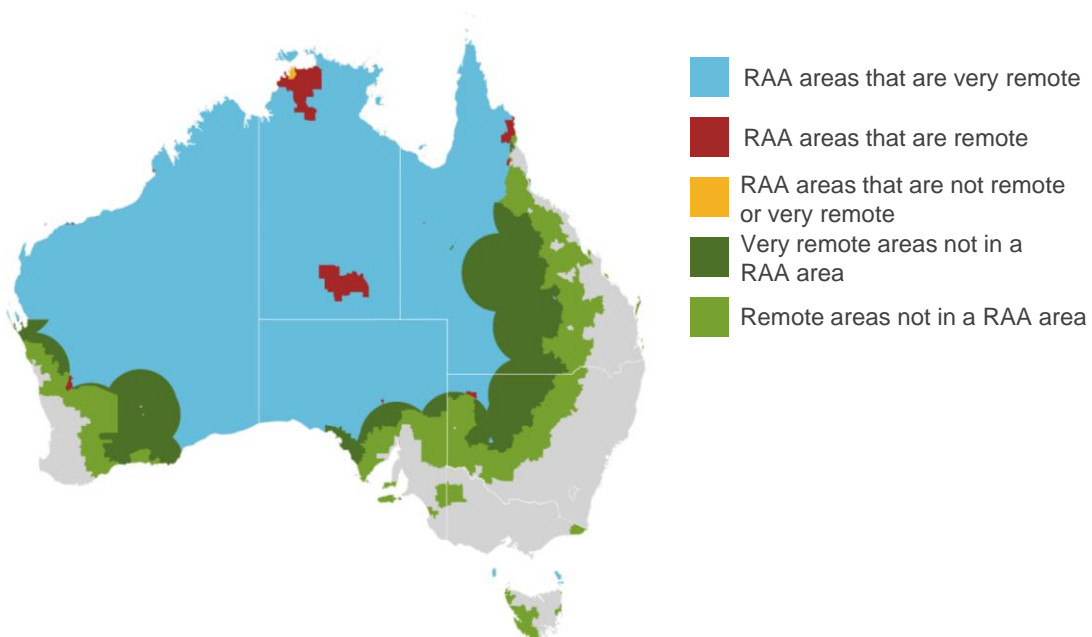 RAA areas that are very remote
RAA areas that are remote
RAA areas that are not remote
or very remote
Very remote areas not in a
RAA area
Remote areas not in a RAA area